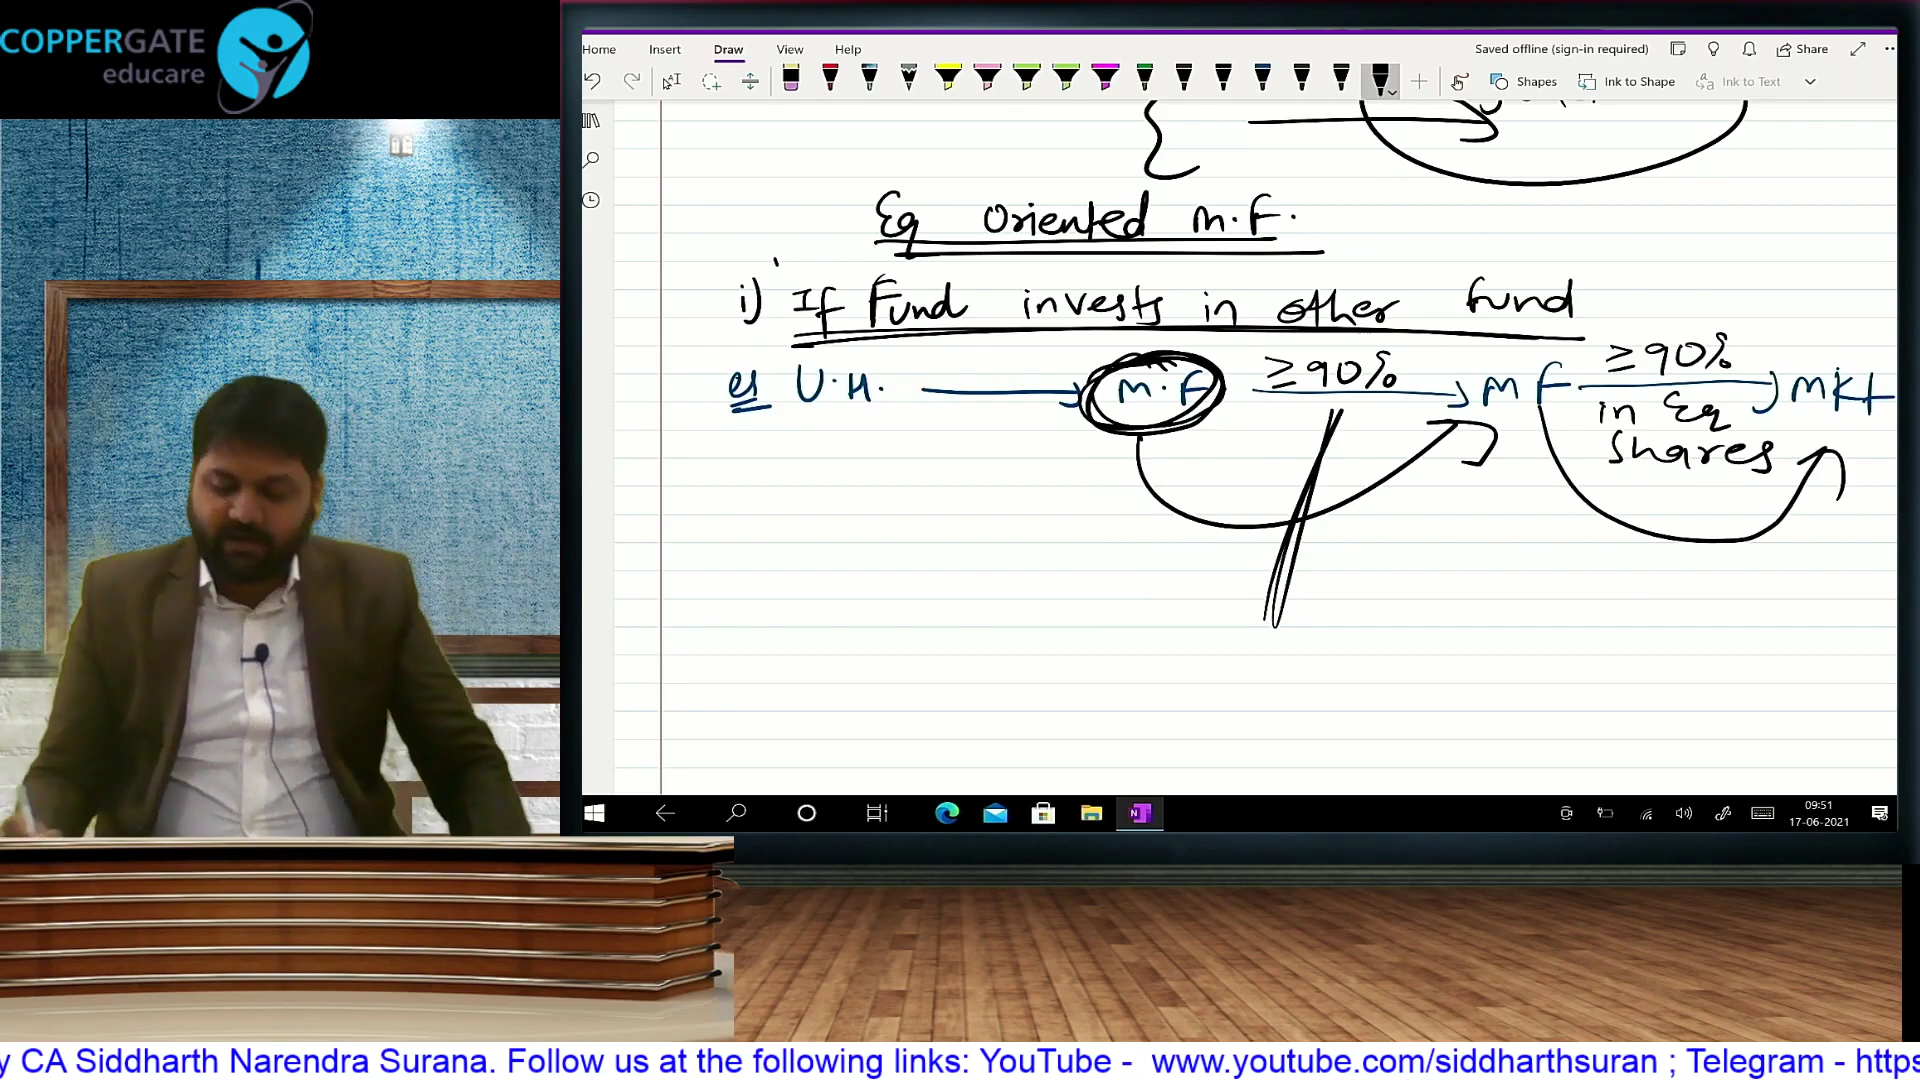 COPPERGATE
educare
Home Insert Draw View Help Saved offline (sign-in required) Share
Shapes Ink to Shape Ink to Text
Eq Oriented M.F.
i) If Fund invests in other fund
eg U.H. M.F ≥90% M F ≥90% Mkt
in Eq
Shares
09:51
17-06-2021
y CA Siddharth Narendra Surana. Follow us at the following links: YouTube - www.youtube.com/siddharthsuran ; Telegram - https